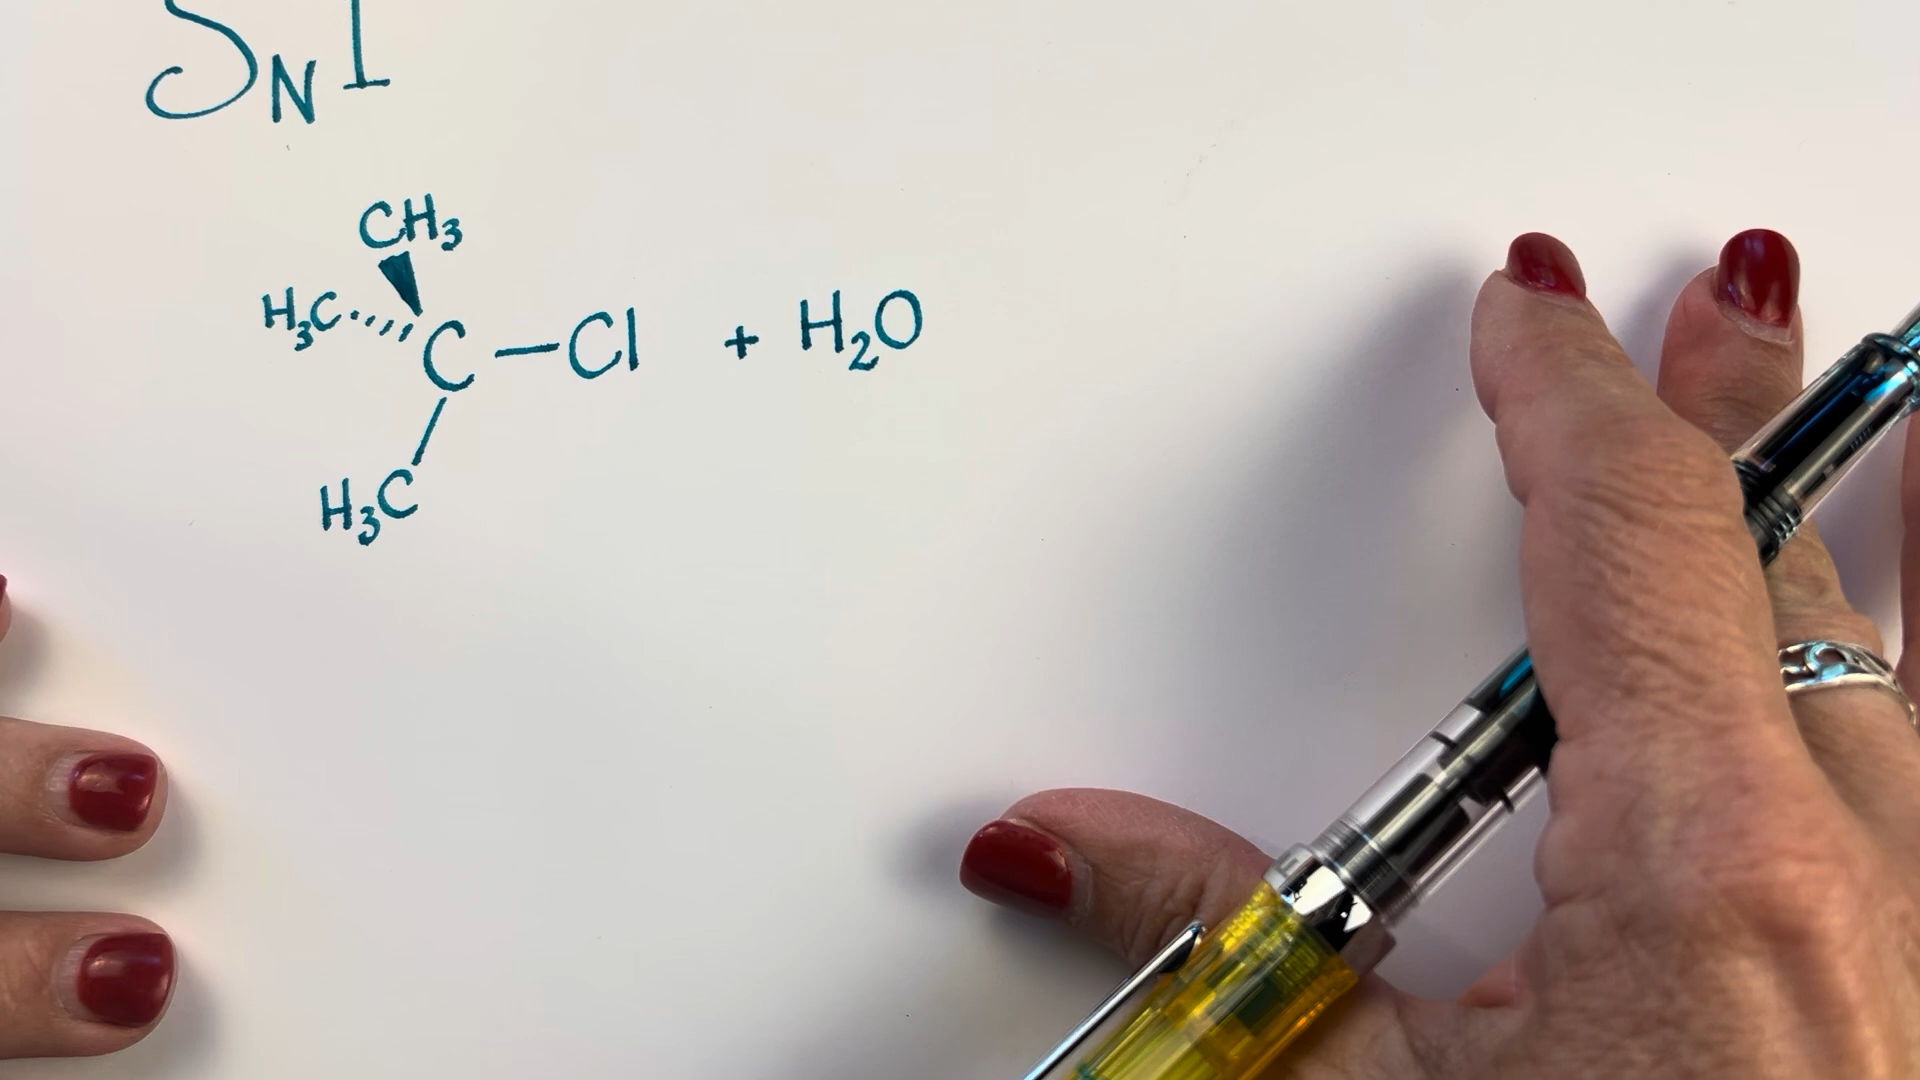 SN1
CH3
H3C C—Cl + H2O
H3C